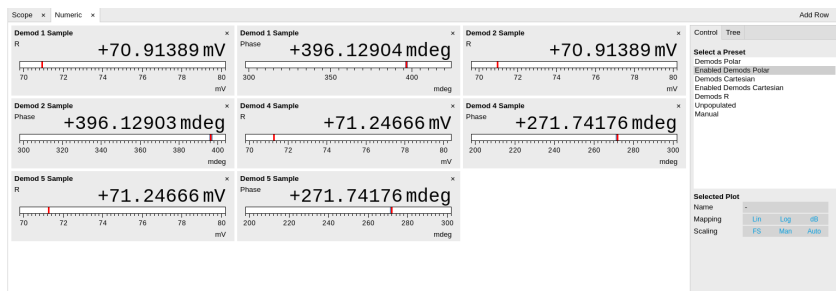 Scope × Numeric × Add Row
Demod 1 Sample ×
R
+70.91389 mV
70 72 74 76 78 80
mV
Demod 1 Sample ×
Phase
+396.12904 mdeg
300 350 400
mdeg
Demod 2 Sample ×
R
+70.91389 mV
70 72 74 76 78 80
mV
Demod 2 Sample ×
Phase
+396.12903 mdeg
300 320 340 360 380 400
mdeg
Demod 4 Sample ×
R
+71.24666 mV
70 72 74 76 78 80
mV
Demod 4 Sample ×
Phase
+271.74176 mdeg
200 220 240 260 280 300
mdeg
Demod 5 Sample ×
R
+71.24666 mV
70 72 74 76 78 80
mV
Demod 5 Sample ×
Phase
+271.74176 mdeg
200 220 240 260 280 300
mdeg
Control Tree
Select a Preset
Demods Polar
Enabled Demods Polar
Demods Cartesian
Enabled Demods Cartesian
Demods R
Unpopulated
Manual
Selected Plot
Name -
Mapping Lin Log dB
Scaling FS Man Auto